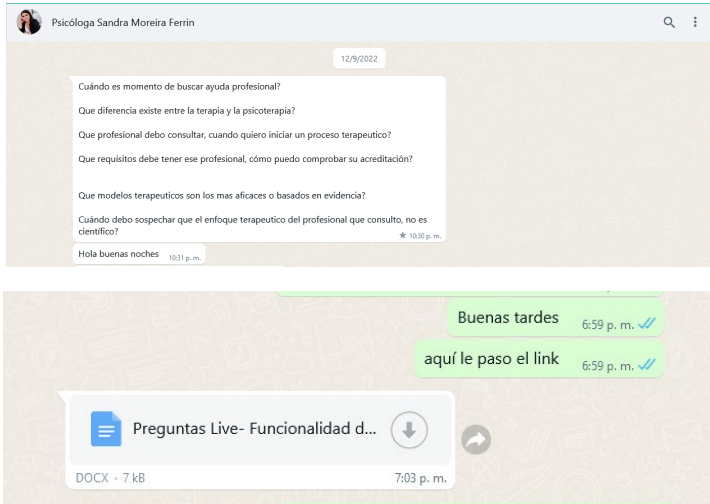 Psicóloga Sandra Moreira Ferrin
12/9/2022
Cuándo es momento de buscar ayuda profesional?
Que diferencia existe entre la terapia y la psicoterapia?
Que profesional debo consultar, cuando quiero iniciar un proceso terapeutico?
Que requisitos debe tener ese profesional, cómo puedo comprobar su acreditación?
Que modelos terapeuticos son los mas aficaces o basados en evidencia?
Cuándo debo sospechar que el enfoque terapeutico del profesional que consulto, no es
científico?
10:30 p. m.
Hola buenas noches 10:31 p. m.
Buenas tardes 6:59 p. m.
aquí le paso el link 6:59 p. m.
Preguntas Live- Funcionalidad d...
DOCX • 7 kB 7:03 p. m.